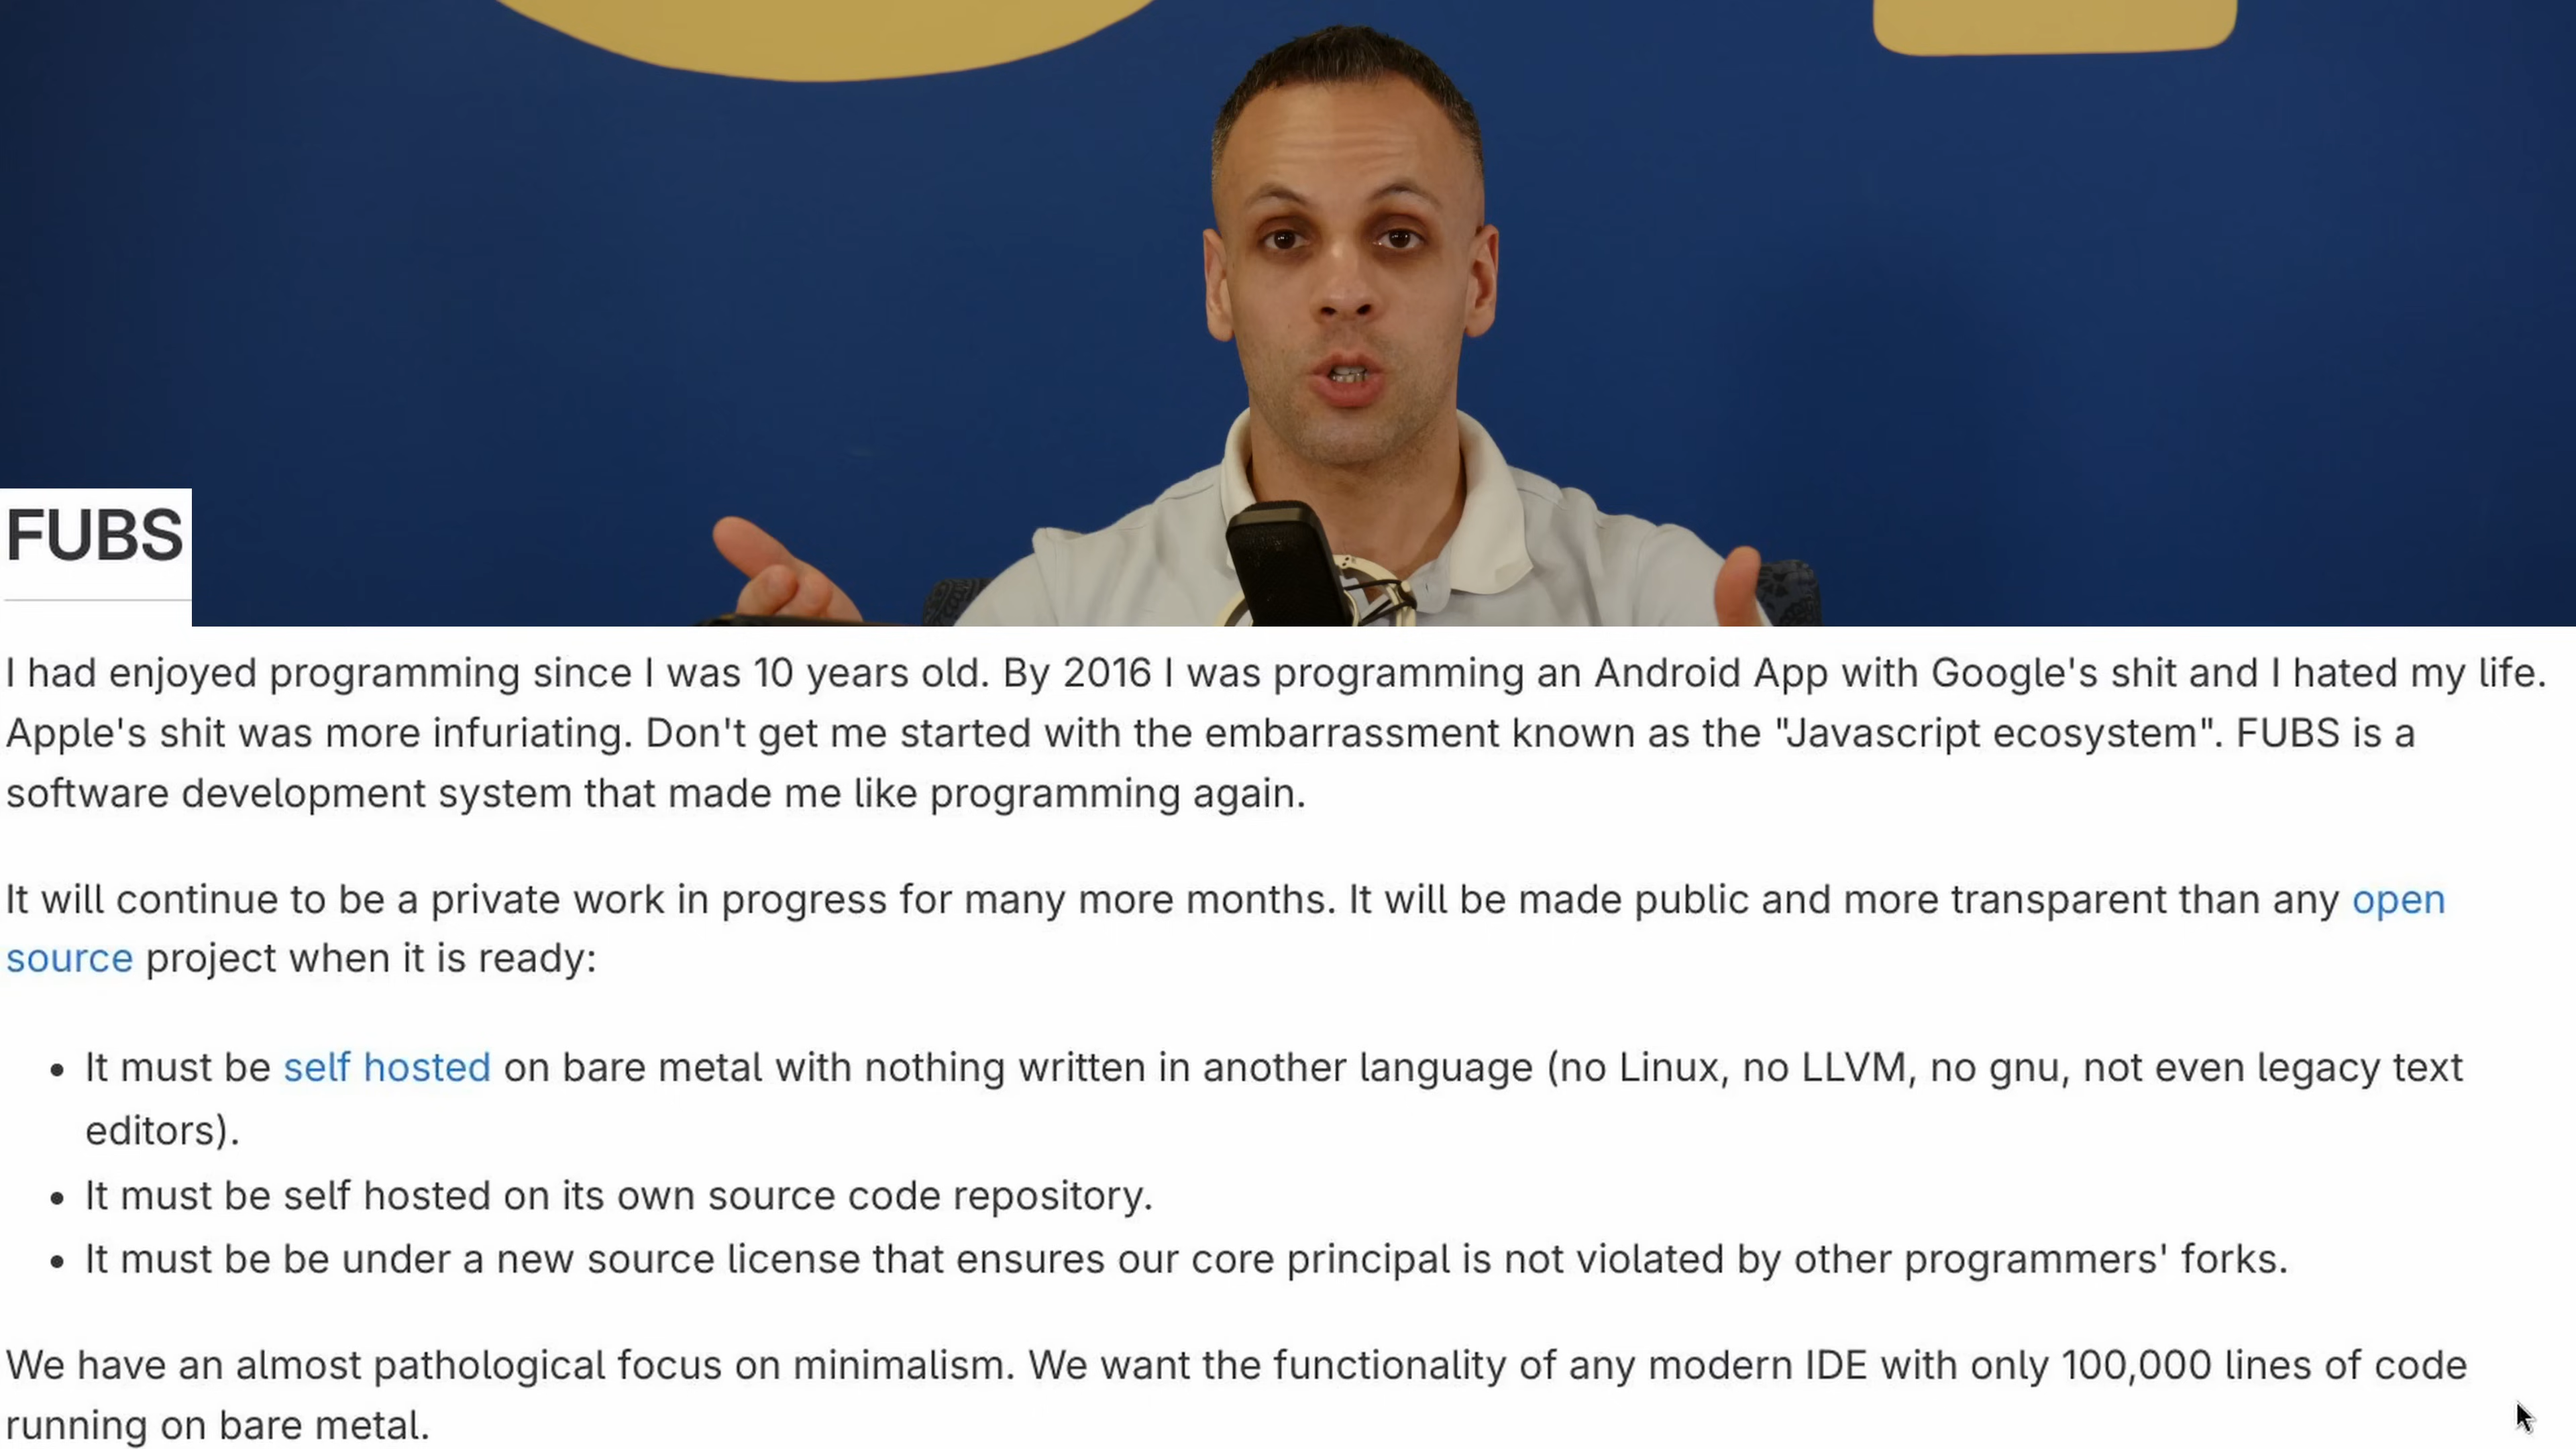 FUBS
I had enjoyed programming since I was 10 years old. By 2016 I was programming an Android App with Google's shit and I hated my life.
Apple's shit was more infuriating. Don't get me started with the embarrassment known as the "Javascript ecosystem". FUBS is a
software development system that made me like programming again.
It will continue to be a private work in progress for many more months. It will be made public and more transparent than any open
source project when it is ready:
• It must be self hosted on bare metal with nothing written in another language (no Linux, no LLVM, no gnu, not even legacy text
editors).
• It must be self hosted on its own source code repository.
• It must be be under a new source license that ensures our core principal is not violated by other programmers' forks.
We have an almost pathological focus on minimalism. We want the functionality of any modern IDE with only 100,000 lines of code
running on bare metal.